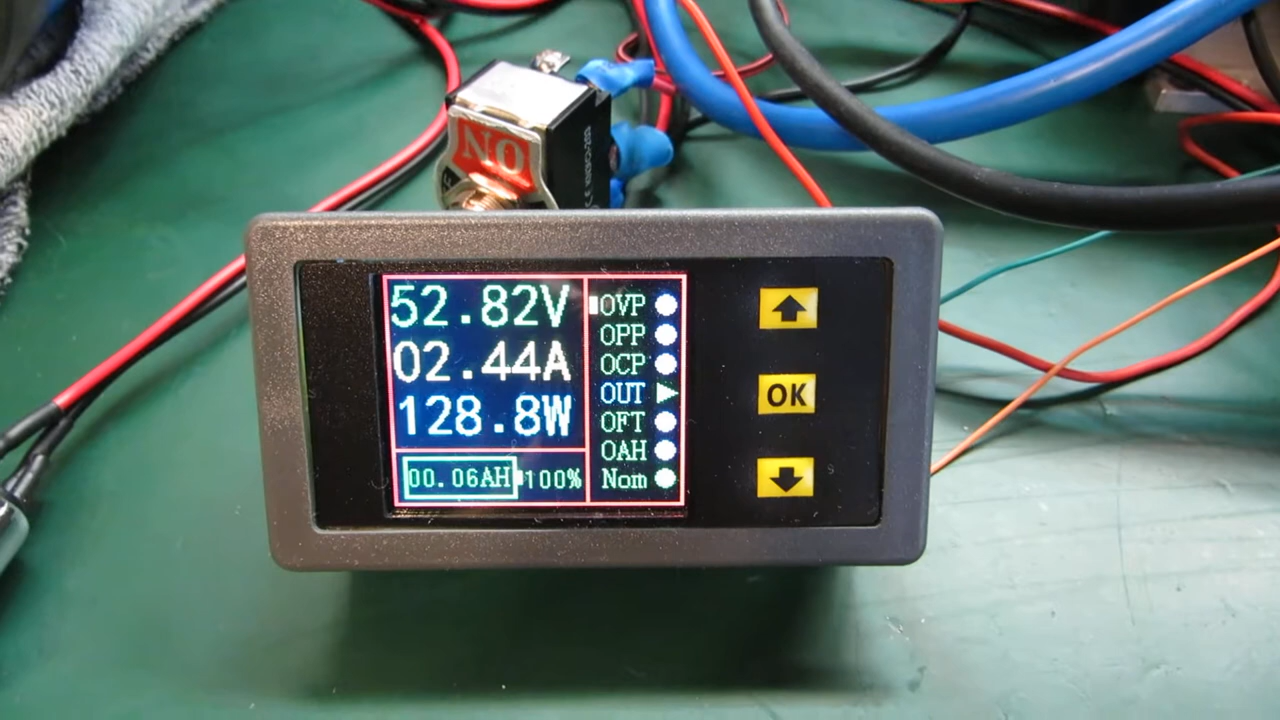 NO
52.82V
02.44A
128.8W
00.06AH 100%
OVP
OPP
OCP
OUT
OFT
OAH
Nom
OK